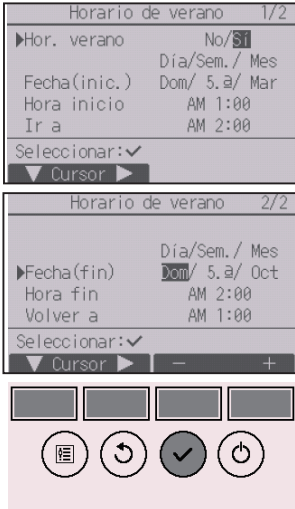 Horario de verano 1/2
▶Hor. verano No/Sí
Día/Sem./ Mes
Fecha(inic.) Dom/ 5.ª/ Mar
Hora inicio AM 1:00
Ir a AM 2:00
Seleccionar:✔
▼ Cursor ▶
Horario de verano 2/2
Día/Sem./ Mes
▶Fecha(fin) Dom/ 5.ª/ Oct
Hora fin AM 2:00
Volver a AM 1:00
Seleccionar:✔
▼ Cursor ▶ − +